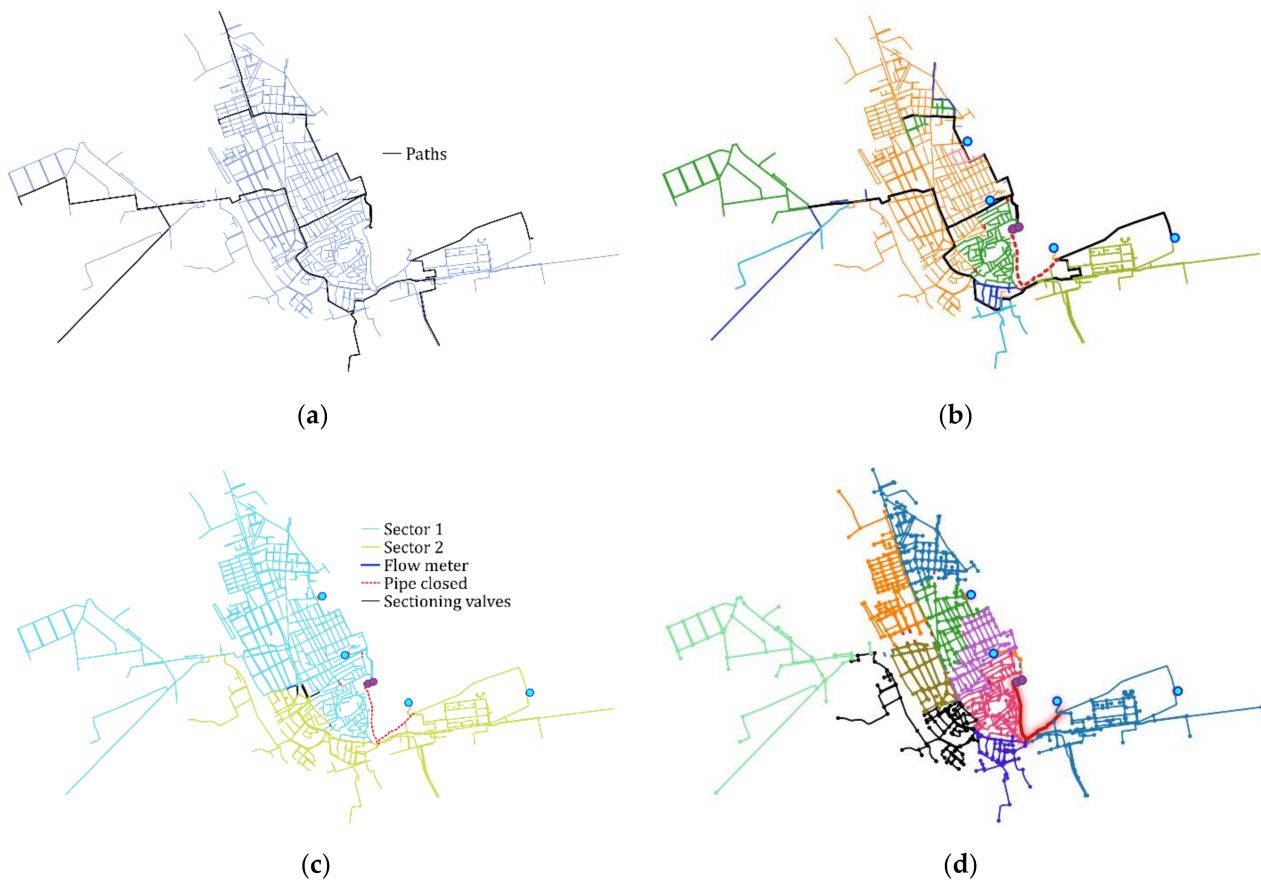 Paths
(a)
(b)
Sector 1
Sector 2
Flow meter
Pipe closed
Sectioning valves
(c)
(d)